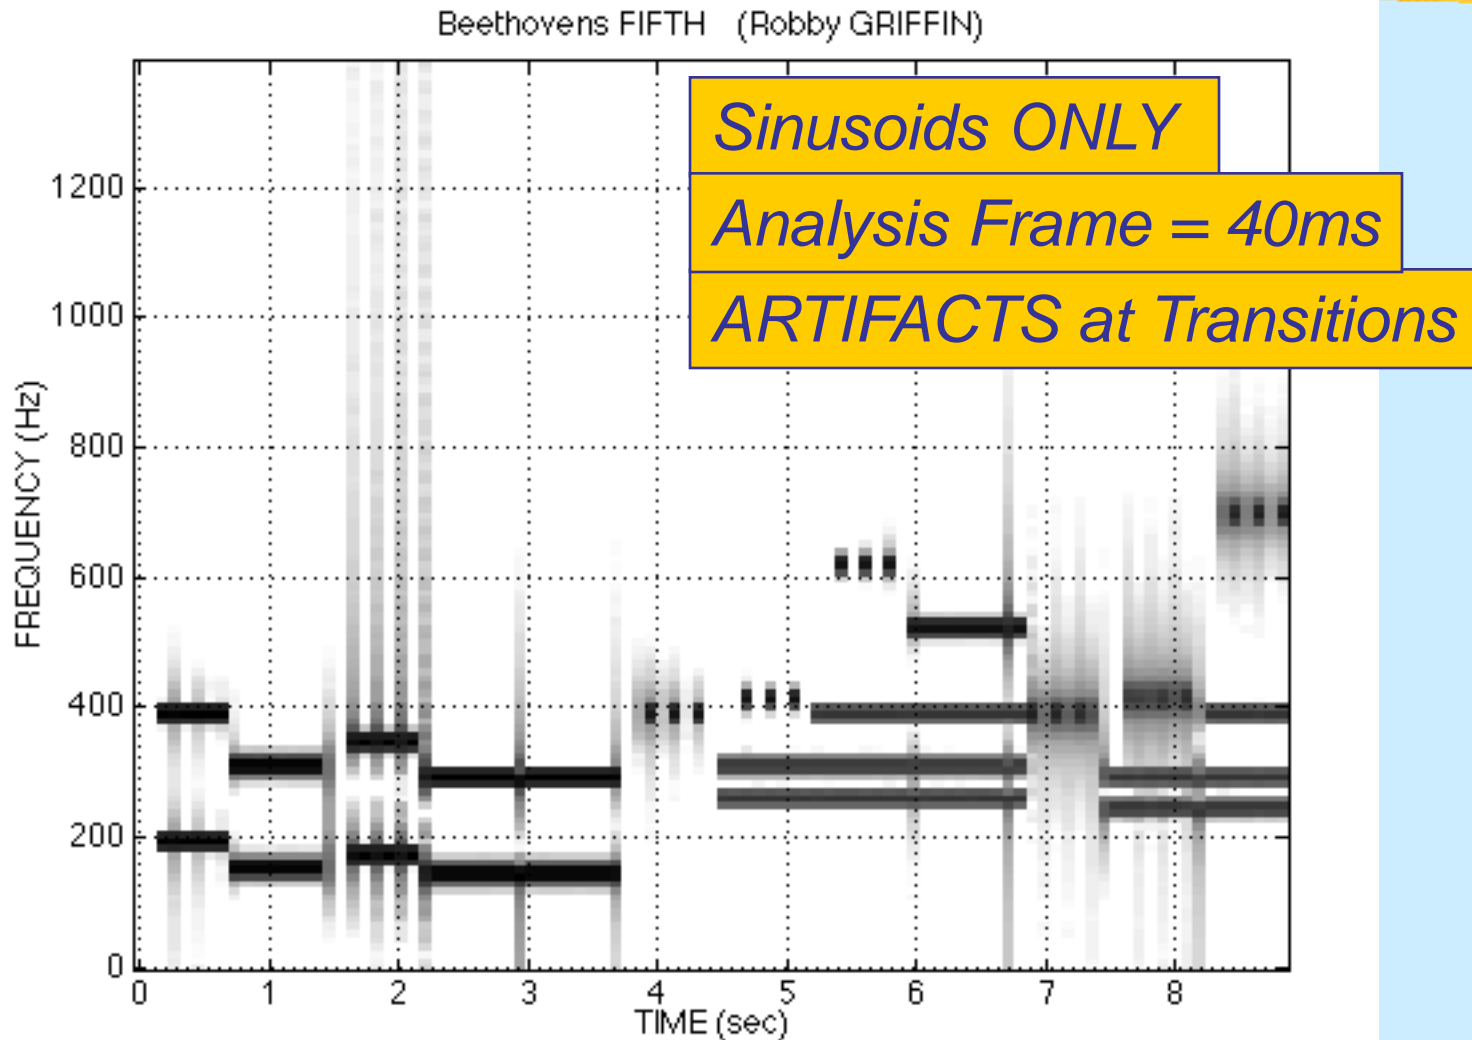 Beethovens FIFTH (Robby GRIFFIN)
Sinusoids ONLY
Analysis Frame = 40ms
ARTIFACTS at Transitions
FREQUENCY (Hz)
1200
1000
800
600
400
200
0
0 1 2 3 4 5 6 7 8
TIME (sec)